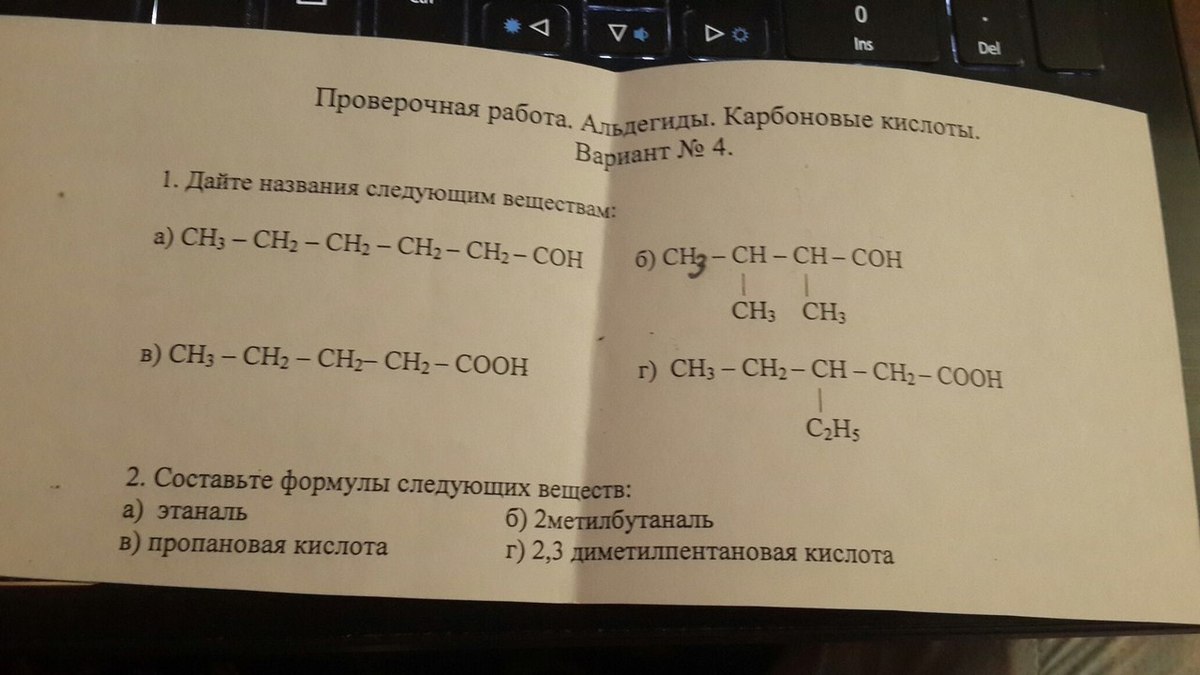 0
Ins
.
Del
Проверочная работа. Альдегиды. Карбоновые кислоты.
Вариант № 4.
1. Дайте названия следующим веществам:
а) CH₃ – CH₂ – CH₂ – CH₂ – CH₂ – COH
б) CH₃ – CH – CH – COH
| |
CH₃ CH₃
в) CH₃ – CH₂ – CH₂– CH₂ – COOH
г) CH₃ – CH₂ – CH – CH₂ – COOH
|
C₂H₅
2. Составьте формулы следующих веществ:
а) этаналь
б) 2метилбутаналь
в) пропановая кислота
г) 2,3 диметилпентановая кислота